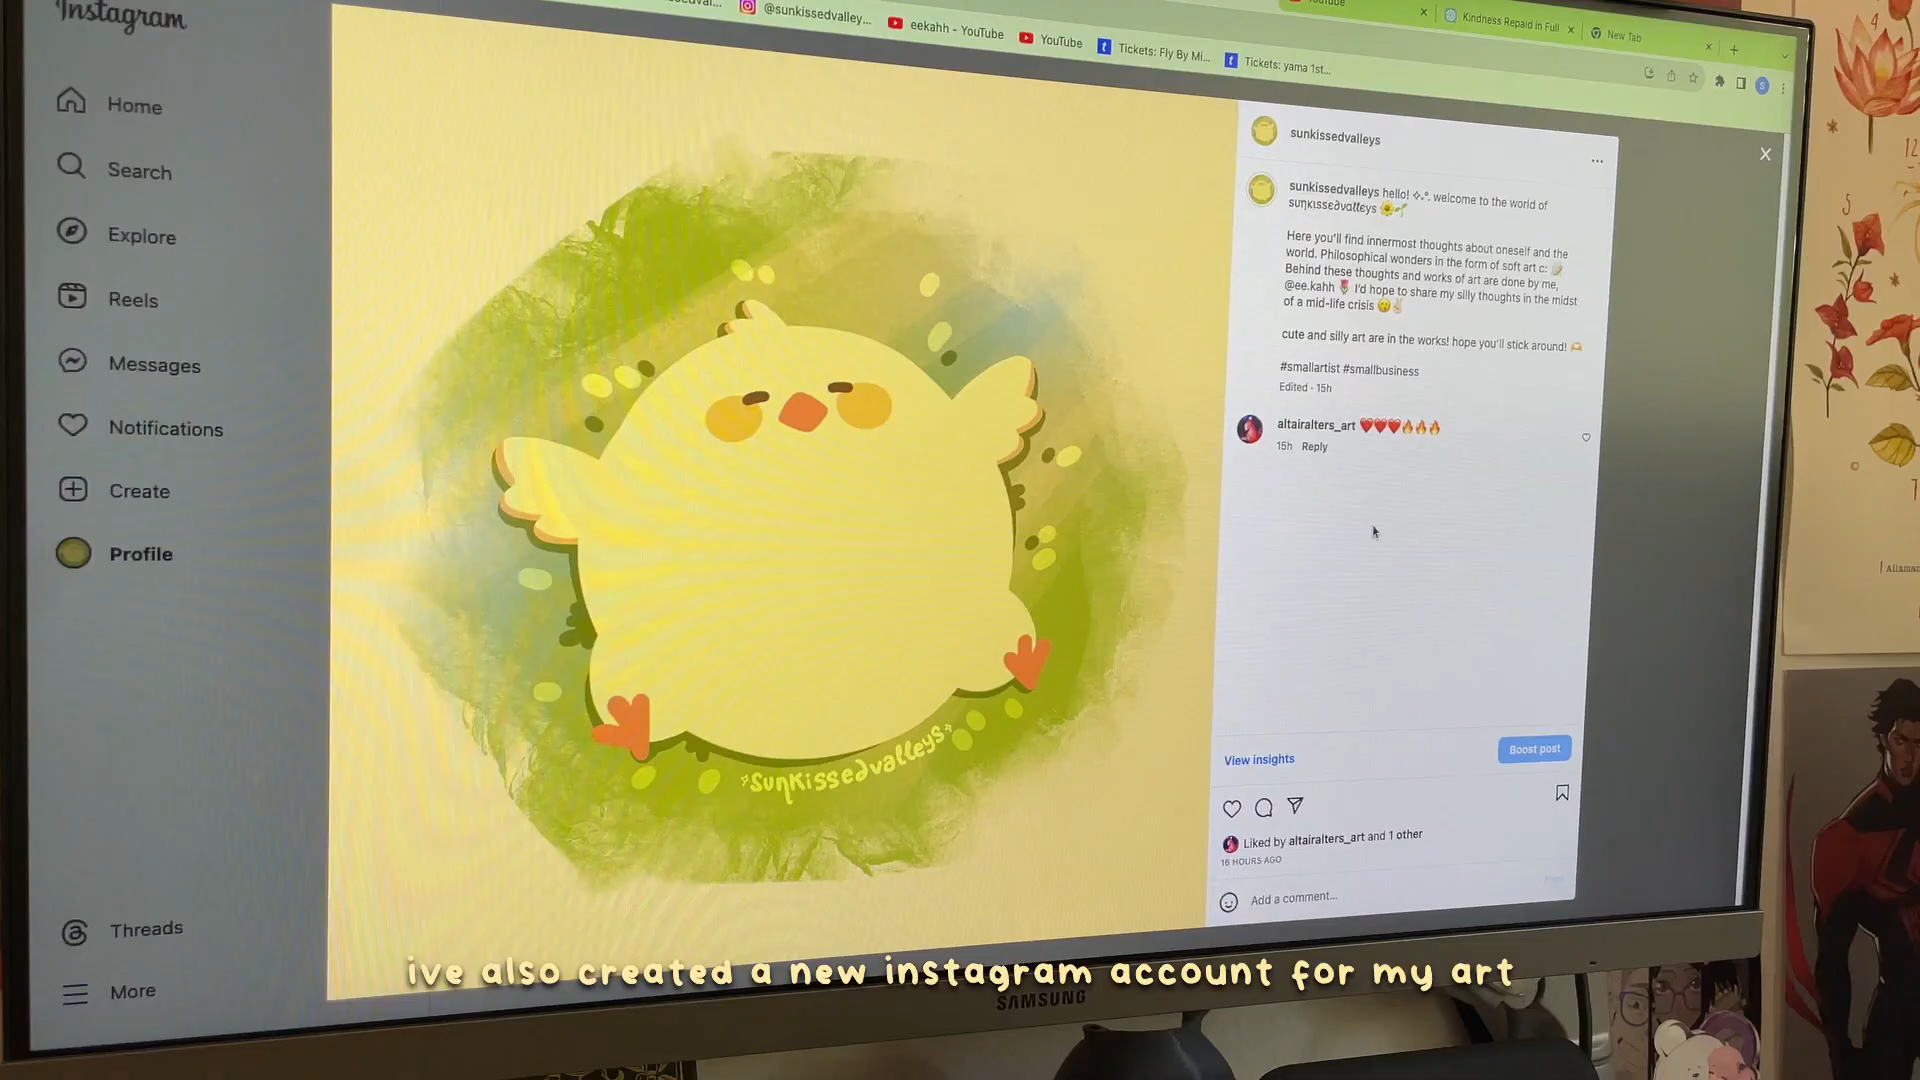 Instagram
@sunkissedvalley...
eekahh - YouTube
YouTube
Tickets: Fly By Mi...
Tickets: yama 1st...
Kindness Repaid in Full
New Tab
Home
Search
Explore
Reels
Messages
Notifications
Create
Profile
Threads
More
sunkissedvalleys
sunkissedvalleys
sunkissedvalleys hello! ✧.°. welcome to the world of
suηкιѕѕє∂ναℓℓєуѕ 🌼🌱
Here you'll find innermost thoughts about oneself and the
world. Philosophical wonders in the form of soft art c: 📝
Behind these thoughts and works of art are done by me,
@ee.kahh 🌷 I'd hope to share my silly thoughts in the midst
of a mid-life crisis 😗✌🏻
cute and silly art are in the works! hope you'll stick around! 🫶
#smallartist #smallbusiness
Edited · 15h
altairalters_art ❤️❤️❤️🔥🔥🔥
15h Reply
View insights
Boost post
Liked by altairalters_art and 1 other
16 HOURS AGO
Add a comment...
ive also created a new instagram account for my art
SAMSUNG
4
12
5